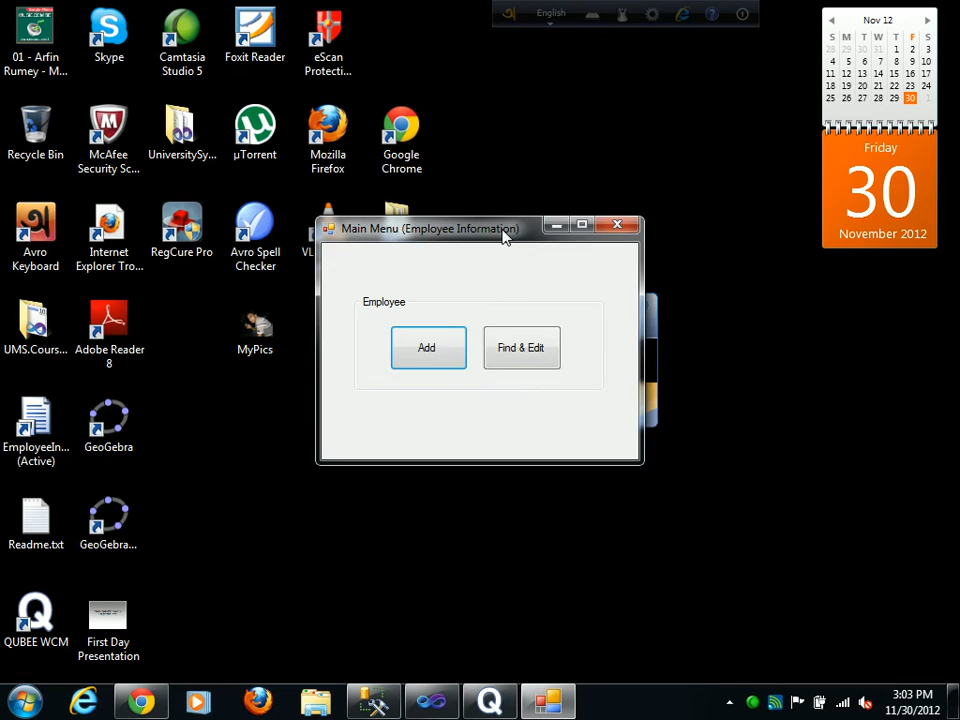 English
01 - Arfin
Rumey - M...
Skype
Camtasia
Studio 5
Foxit Reader
eScan
Protecti...
Nov 12
S M T W T F S
28 29 30 31 1 2 3
4 5 6 7 8 9 10
11 12 13 14 15 16 17
18 19 20 21 22 23 24
25 26 27 28 29 30 1
Friday
30
November 2012
Recycle Bin
McAfee
Security Sc...
UniversitySy...
µTorrent
Mozilla
Firefox
Google
Chrome
Avro
Keyboard
Internet
Explorer Tro...
RegCure Pro
Avro Spell
Checker
VL
Main Menu (Employee Information)
Employee
Add
Find & Edit
UMS.Cours...
Adobe Reader
8
MyPics
EmployeeIn...
(Active)
GeoGebra
Readme.txt
GeoGebra...
QUBEE WCM
First Day
Presentation
3:03 PM
11/30/2012